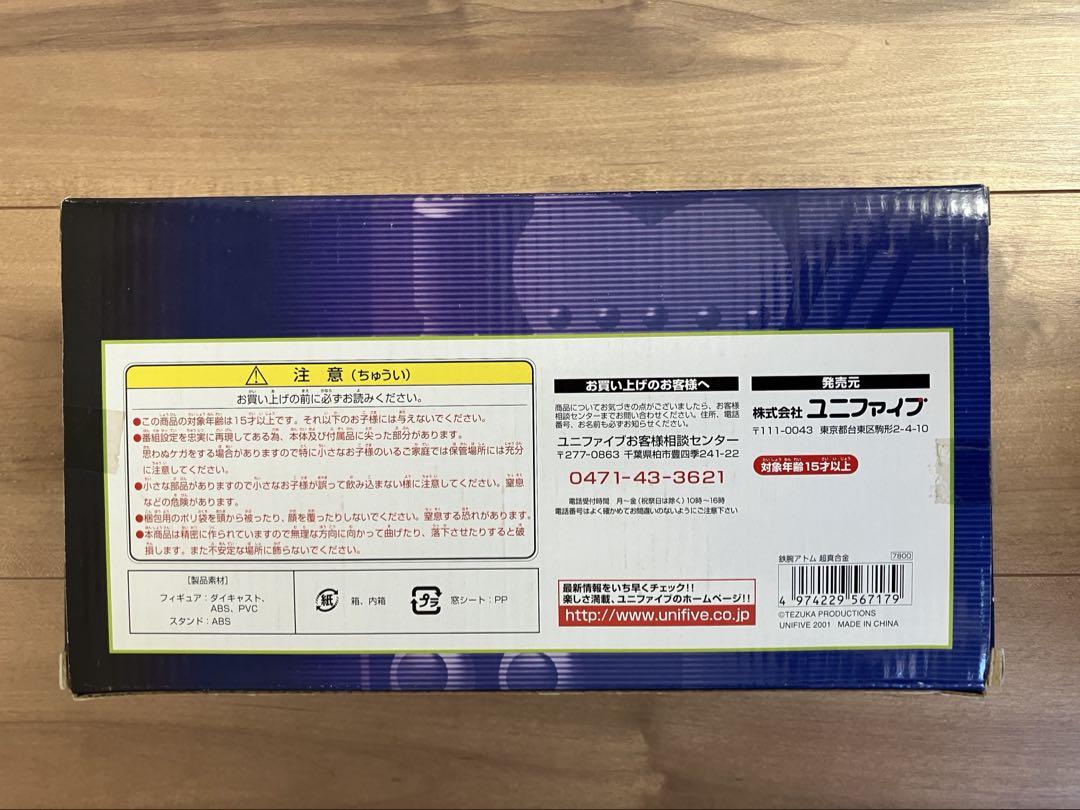 ⚠ 注 意 (ちゅうい)
お買い上げの前に必ずお読みください。
●この商品の対象年齢は15才以上です。それ以下のお子様には与えないでください。
●番組設定を忠実に再現してある為、本体及び付属品に尖った部分があります。
思わぬケガをする場合がありますので特に小さなお子様のいるご家庭では保管場所には充分
に注意してください。
●小さな部品がありますので小さなお子様が誤って飲み込まない様に注意してください。窒息
などの危険があります。
●梱包用のポリ袋を頭から被ったり、顔を覆ったりしないでください。窒息する恐れがあります。
●本商品は精密に作られていますので無理な方向に向かって曲げたり、落下させたりすると破
損します。また不安定な場所に飾らないでください。
[製品素材]
フィギュア：ダイキャスト、
ABS、PVC
スタンド：ABS
紙 箱、内箱
プラ 窓シート：PP
お買い上げのお客様へ
商品についてお気づきの点がございましたら、お客様
相談センターまでお問い合わせください。住所、電話
番号、お名前も必ずお知らせください。
ユニファイブお客様相談センター
〒277-0863 千葉県柏市豊四季241-22
0471-43-3621
電話受付時間 月〜金(祝祭日は除く)10時〜16時
電話番号はよく確かめてお間違いのないようにご注意下さい
最新情報をいち早くチェック!!
楽しさ満載、ユニファイブのホームページ!!
http://www.unifive.co.jp
発売元
株式会社 ユニファイブ
〒111-0043 東京都台東区駒形2-4-10
対象年齢15才以上
鉄腕アトム 超真合金
7800
4 974229 567179
©TEZUKA PRODUCTIONS
UNIFIVE 2001 MADE IN CHINA